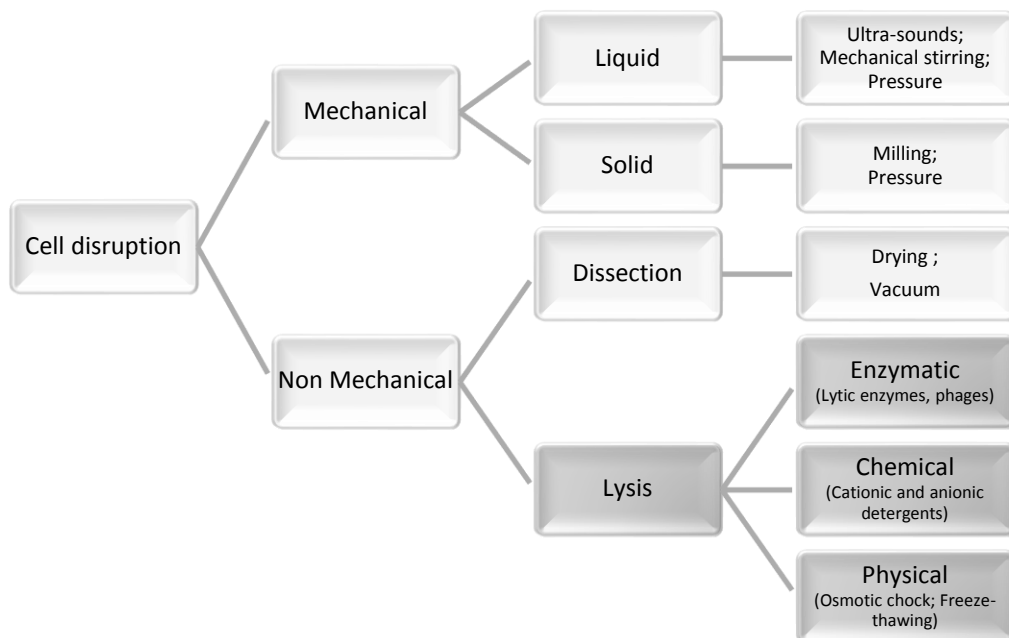 Cell disruption
Mechanical
Liquid
Ultra-sounds;
Mechanical stirring;
Pressure
Solid
Milling;
Pressure
Non Mechanical
Dissection
Drying ;
Vacuum
Lysis
Enzymatic
(Lytic enzymes, phages)
Chemical
(Cationic and anionic
detergents)
Physical
(Osmotic chock; Freeze-
thawing)